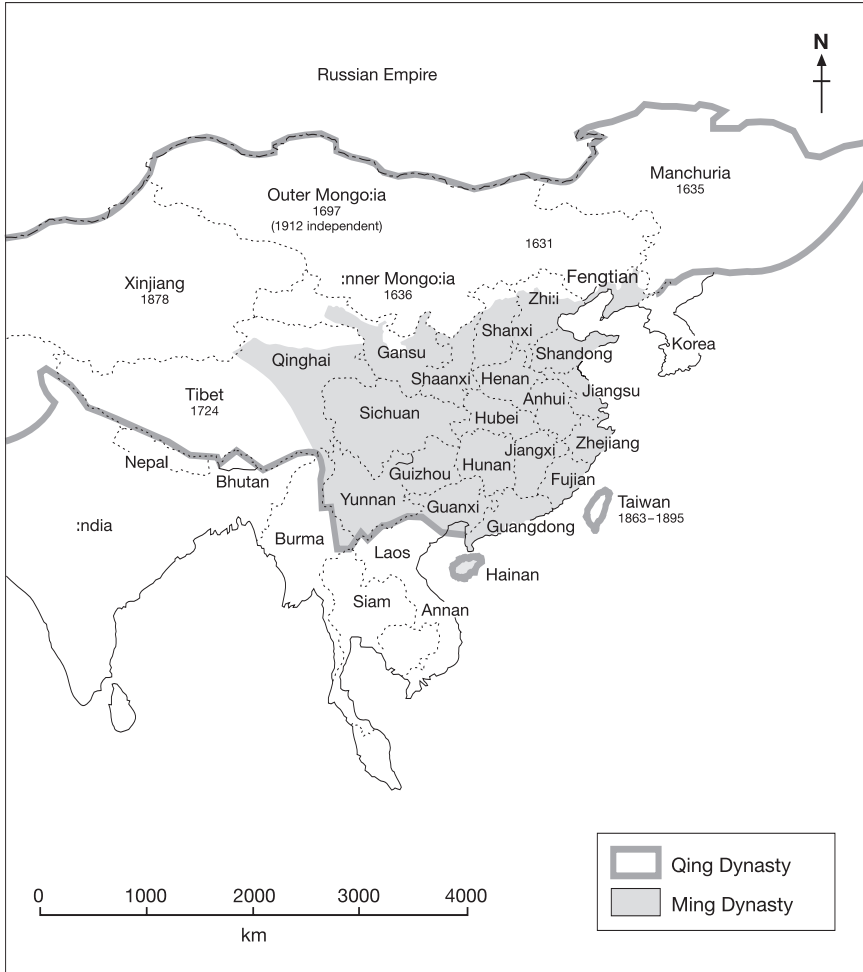 N
Russian Empire
Manchuria
1635
Outer Mongo:ia
1697
(1912 independent)
1631
Xinjiang
1878
:nner Mongo:ia
1636
Fengtian
Zhi:i
Shanxi
Korea
Qinghai
Gansu
Shandong
Shaanxi
Henan
Tibet
1724
Anhui
Jiangsu
Sichuan
Hubei
Zhejiang
Jiangxi
Nepal
Hunan
Guizhou
Bhutan
Fujian
Yunnan
Guanxi
Taiwan
1863–1895
:ndia
Guangdong
Burma
Laos
Hainan
Siam
Annan
Qing Dynasty
Ming Dynasty
0 1000 2000 3000 4000
km